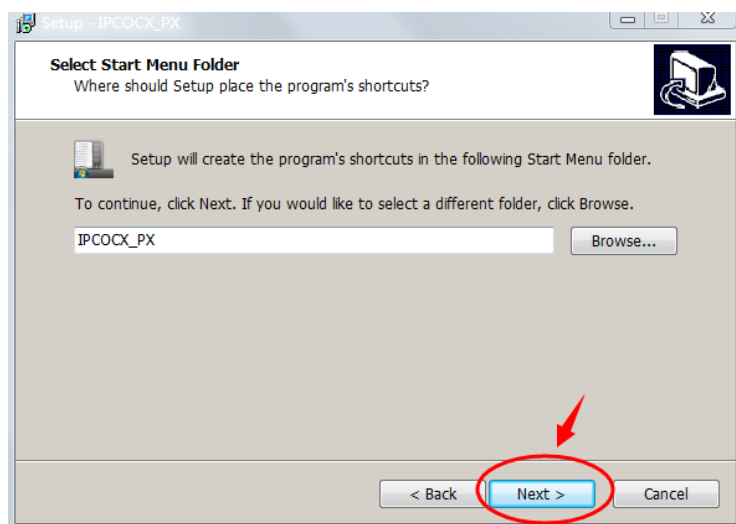 Setup - IPCOCX_PX
Select Start Menu Folder
Where should Setup place the program's shortcuts?
Setup will create the program's shortcuts in the following Start Menu folder.
To continue, click Next. If you would like to select a different folder, click Browse.
IPCOCX_PX
Browse...
< Back
Next >
Cancel